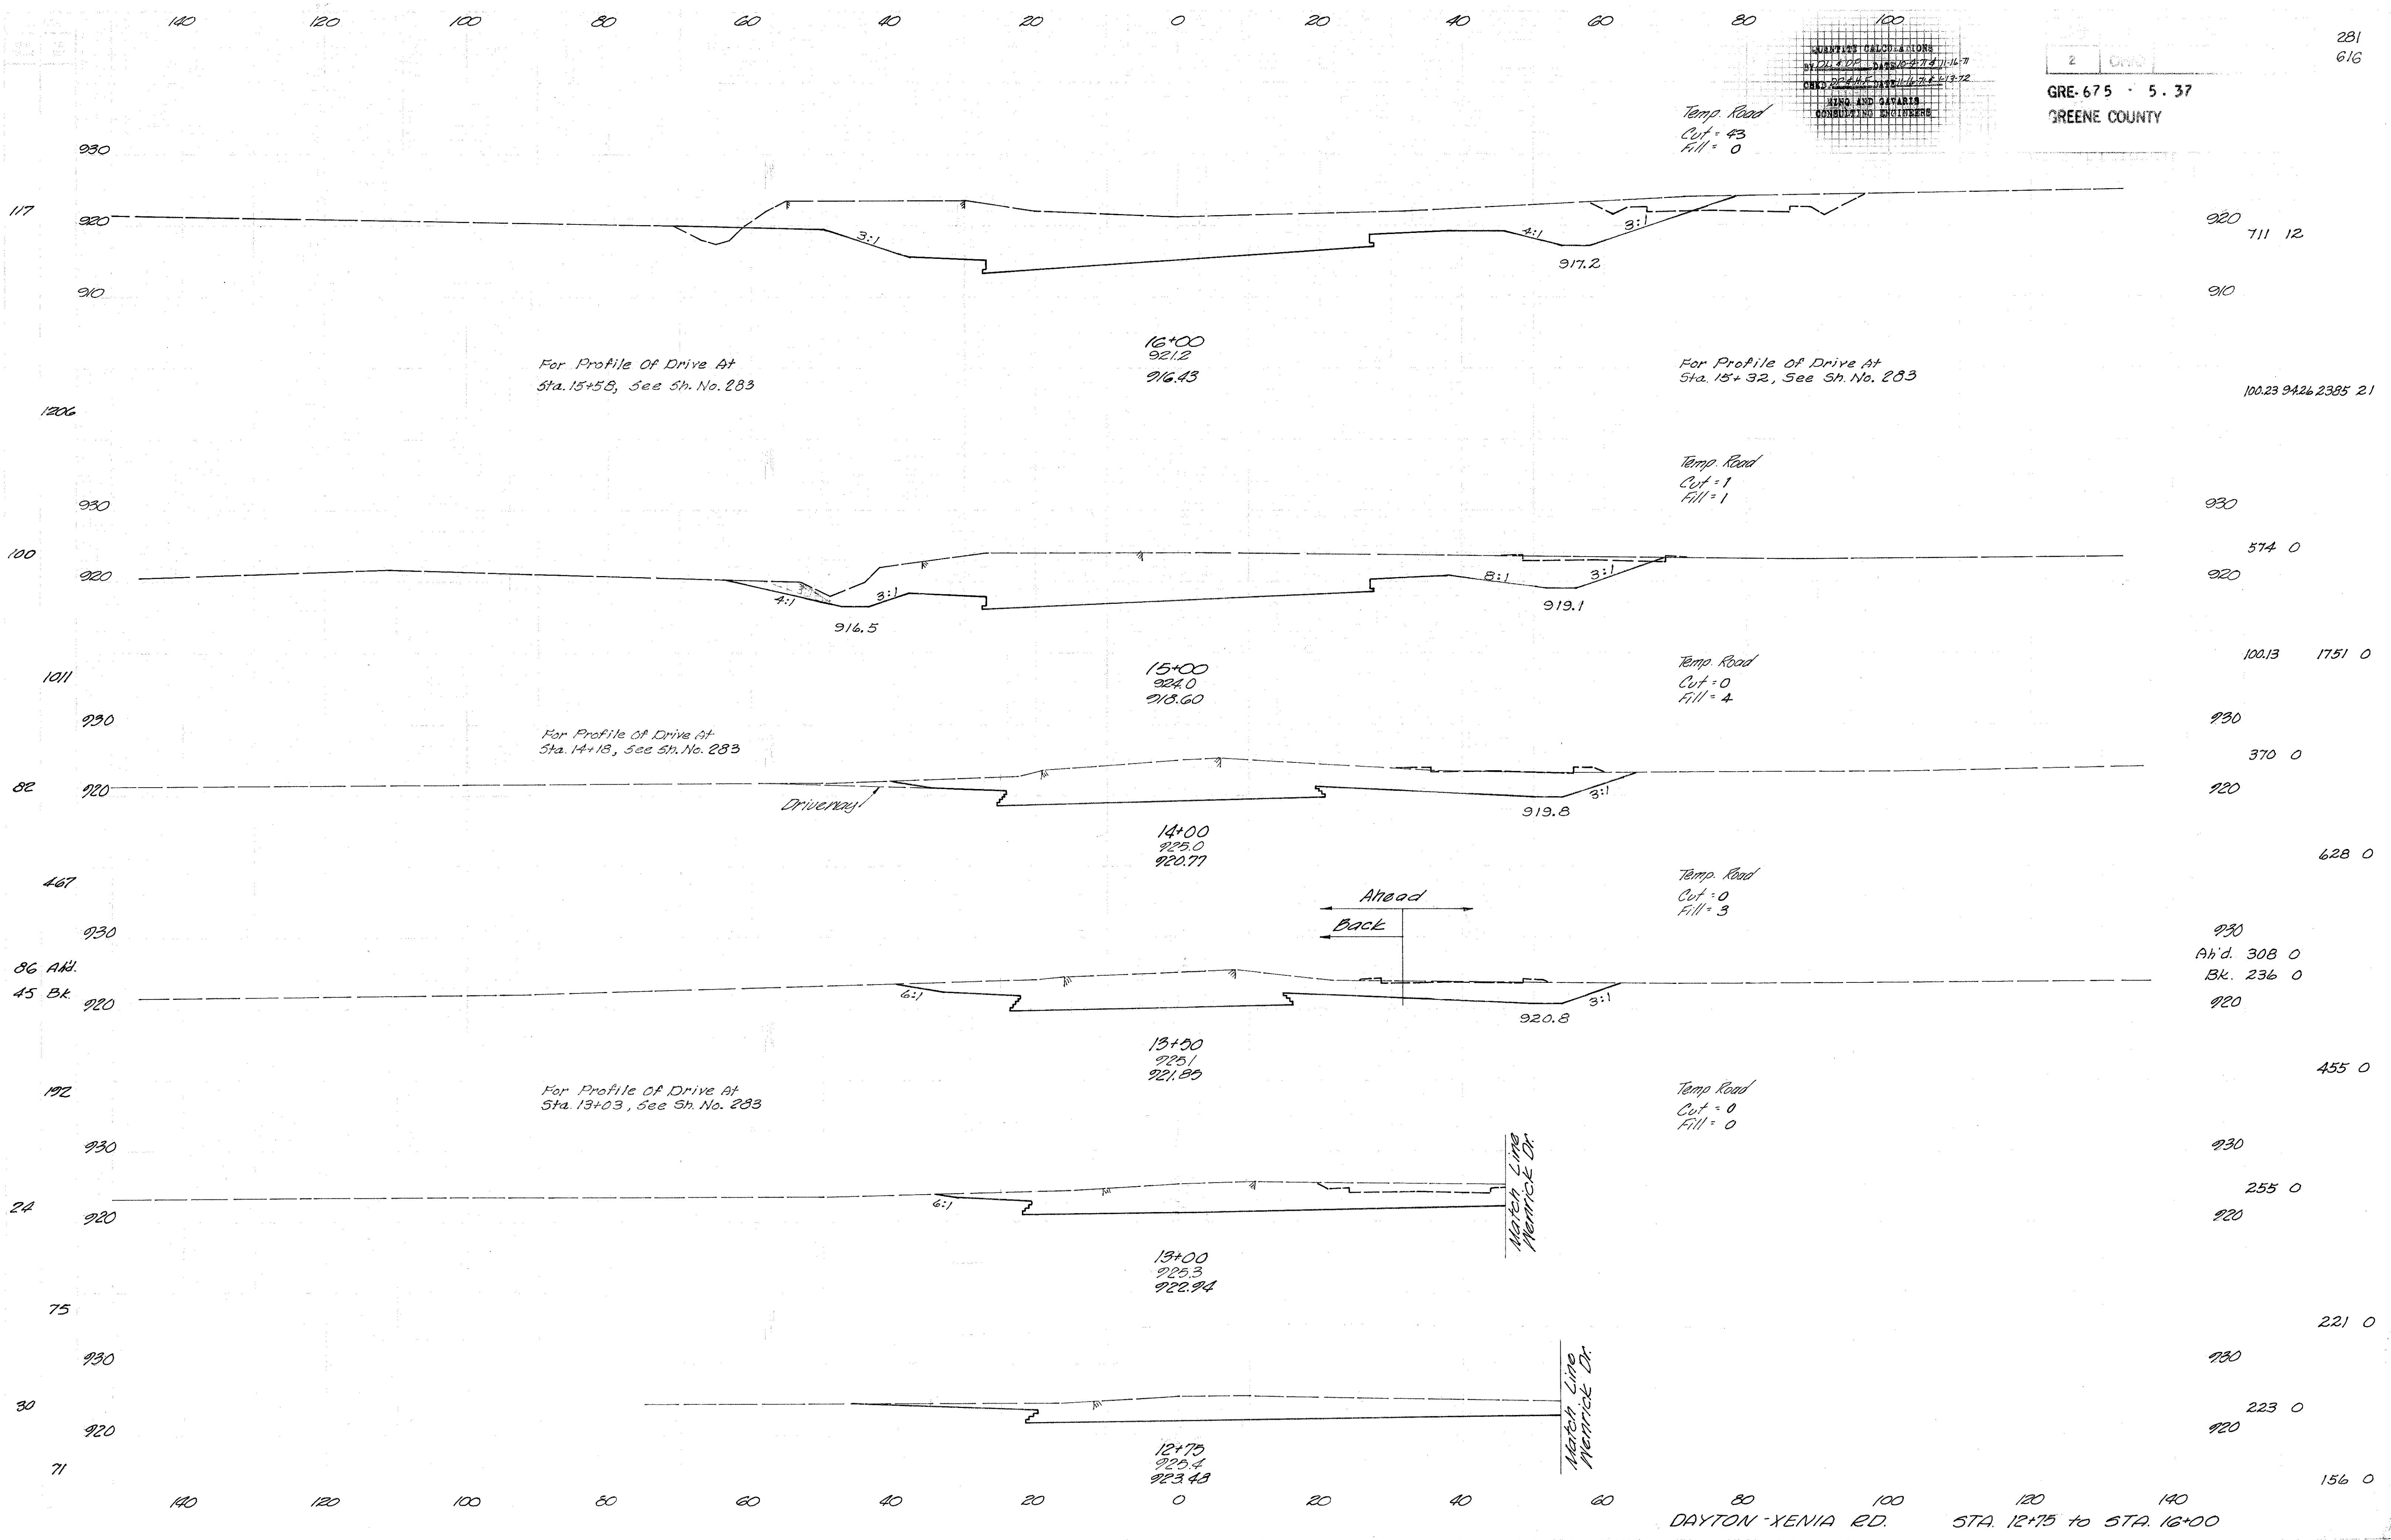 140 120 100 80 60 40 20 0 20 40 60 80 100
281
616
QUANTITY CALCULATIONS
KING AND GAVARIS
CONSULTING ENGINEERS
2 OHIO
GRE-675 - 5.37
GREENE COUNTY
Temp. Road
Cut = 43
Fill = 0
930
117 920 920
711 12
3:1 4:1 3:1
917.2
910 910
16+00
921.2
916.43
For Profile Of Drive At
Sta. 15+58, See Sh. No. 283
For Profile Of Drive At
Sta. 15+32, See Sh. No. 283
1206
100.23 94.26 2385 21
Temp. Road
Cut = 1
Fill = 1
930 930
100 574 0
920 920
4:1 3:1 8:1 3:1
916.5 919.1
15+00
924.0
918.60
1011
100.13 1751 0
Temp. Road
Cut = 0
Fill = 4
930 930
For Profile Of Drive At
Sta. 14+18, See Sh. No. 283
370 0
82 920 920
Driveway
3:1
919.8
14+00
925.0
920.77
467
628 0
Temp. Road
Cut = 0
Fill = 3
Ahead
Back
930 930
86 Ah'd. Ah'd. 308 0
45 Bk. Bk. 236 0
920 920
6:1 3:1
920.8
13+50
925.1
921.85
192
455 0
For Profile Of Drive At
Sta. 13+03, See Sh. No. 283
Temp Road
Cut = 0
Fill = 0
930 930
24 255 0
920 920
6:1
Match Line
Wenrick Dr.
13+00
925.3
922.94
75
221 0
930 930
30 223 0
920 920
Match Line
Wenrick Dr.
12+75
925.4
923.48
71
156 0
140 120 100 80 60 40 20 0 20 40 60 80 100 120 140
DAYTON-XENIA RD. STA. 12+75 to STA. 16+00